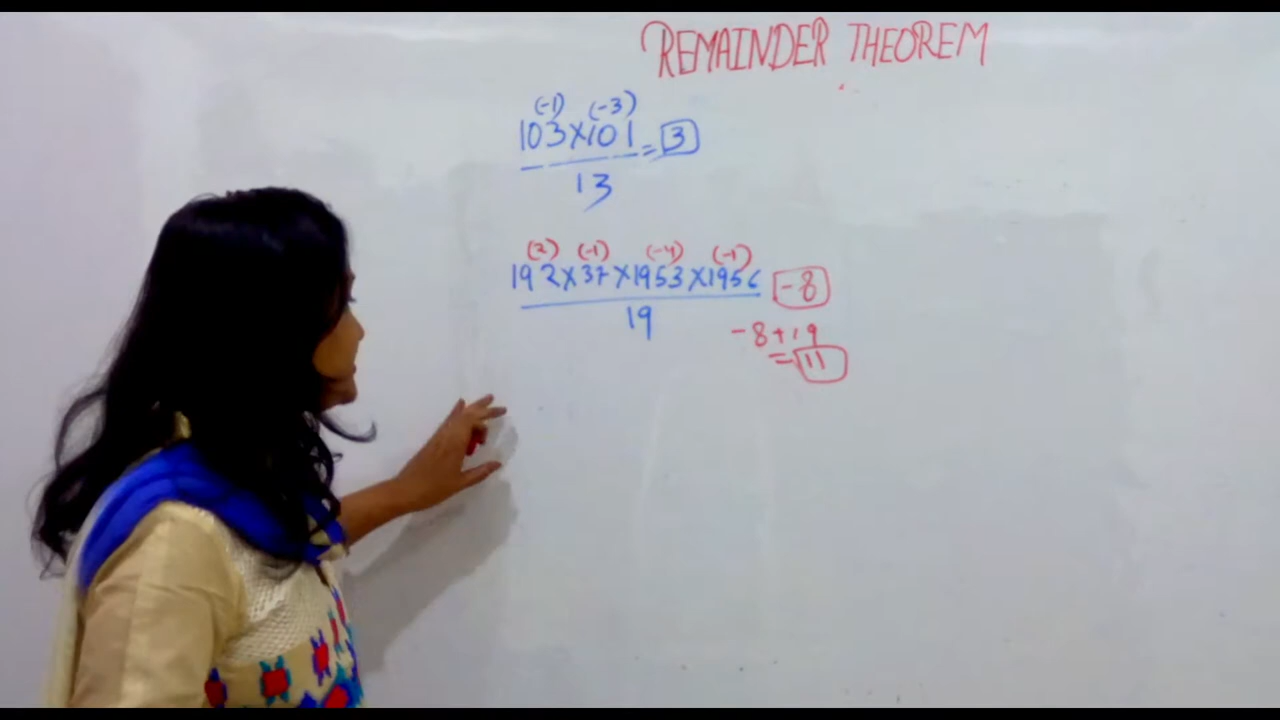 REMAINDER THEOREM
(-1) (-3)
103×101 = 3
13
(2) (-1) (-4) (-1)
192×37×1953×1956 -8
19
-8+19
= 11